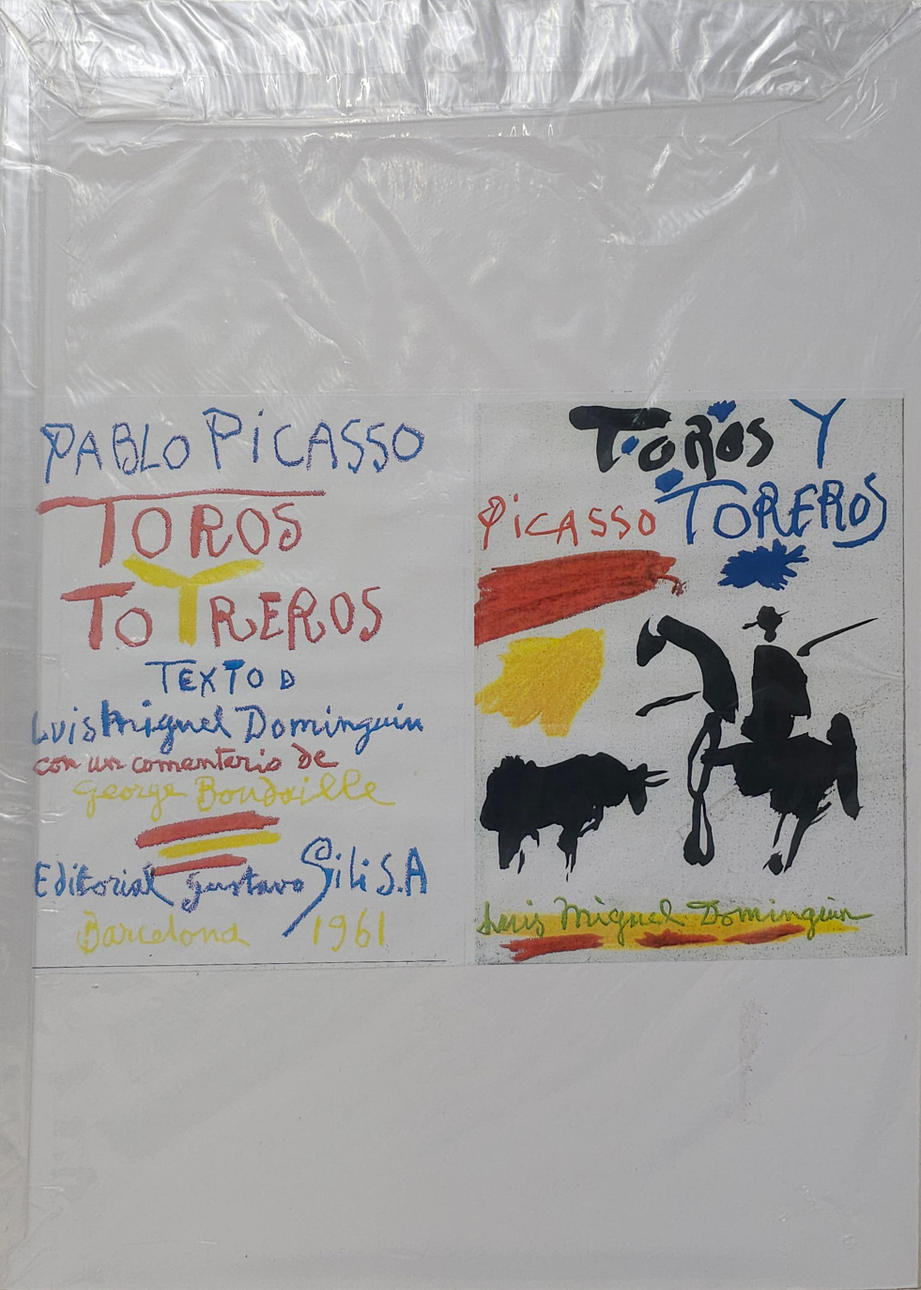 PABLO PiCASSO
TOROS
Y
TOREROS
TEXTO D
Luis Miguel Dominguin
con un comentario de
George Boudaille
Editorial Gustavo Gili S.A
Barcelona 1961
TOROS Y
PiCASSO TOREROS
Luis Miguel Dominguin